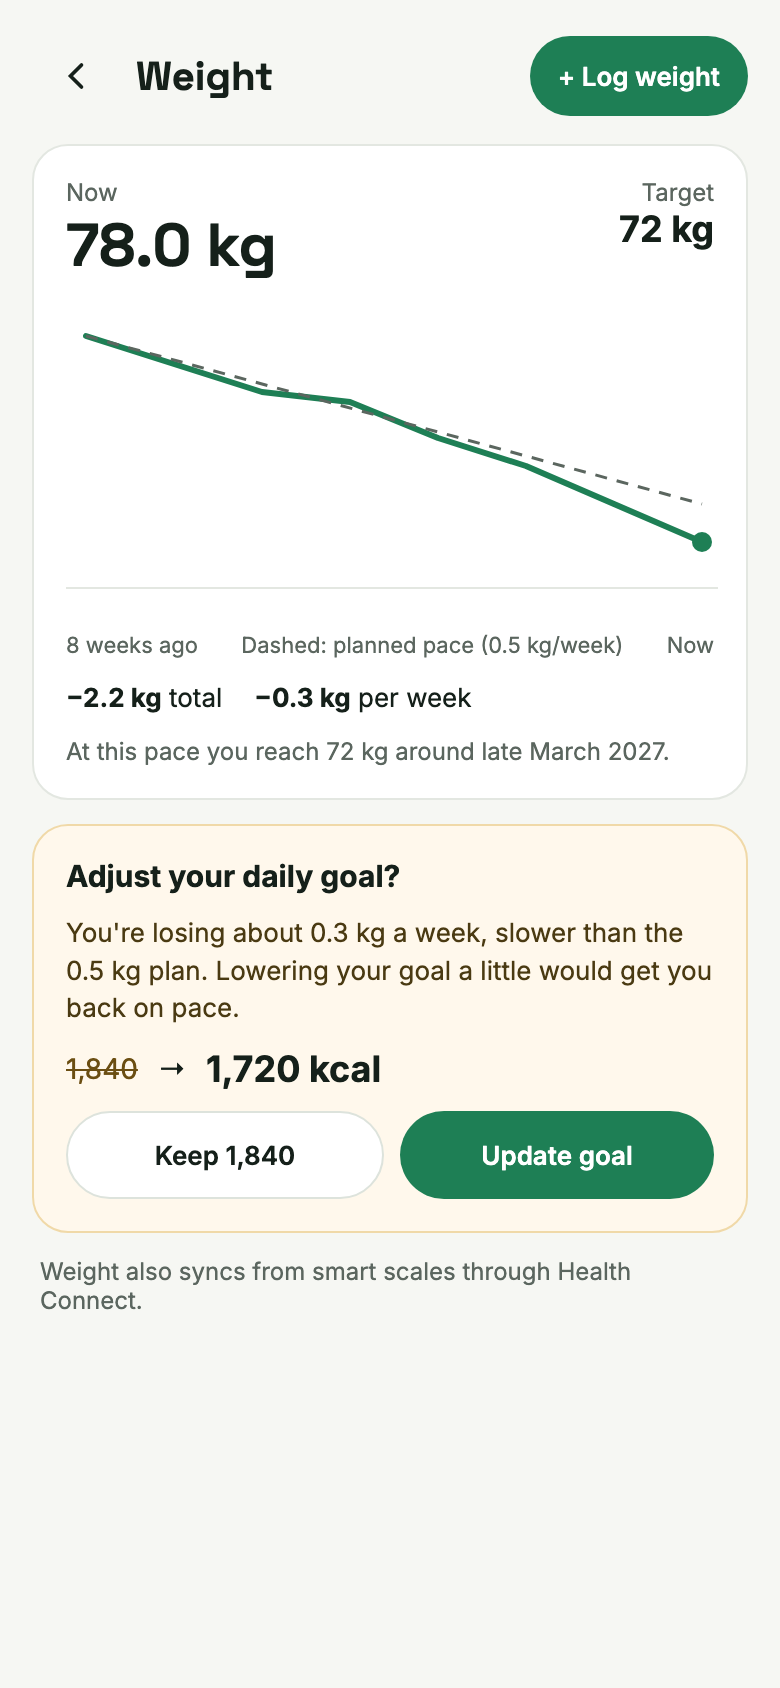 Weight
+ Log weight
Now
Target
78.0 kg
72 kg
8 weeks ago
Dashed: planned pace (0.5 kg/week)
Now
−2.2 kg total
−0.3 kg per week
At this pace you reach 72 kg around late March 2027.
Adjust your daily goal?
You're losing about 0.3 kg a week, slower than the
0.5 kg plan. Lowering your goal a little would get you
back on pace.
1,840 → 1,720 kcal
Keep 1,840
Update goal
Weight also syncs from smart scales through Health
Connect.